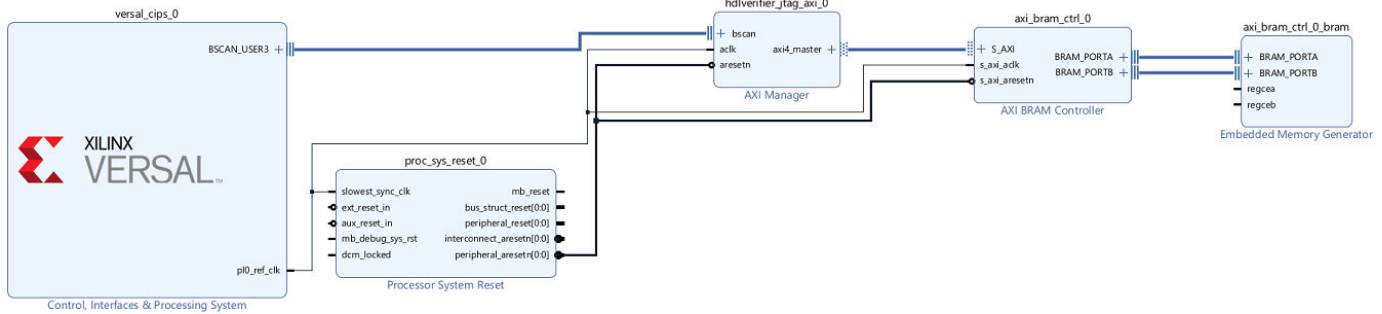 versal_cips_0
BSCAN_USER3
XILINX
VERSAL™
pl0_ref_clk
Control, Interfaces & Processing System
proc_sys_reset_0
slowest_sync_clk
ext_reset_in
aux_reset_in
mb_debug_sys_rst
dcm_locked
mb_reset
bus_struct_reset[0:0]
peripheral_reset[0:0]
interconnect_aresetn[0:0]
peripheral_aresetn[0:0]
Processor System Reset
hdlverifier_jtag_axi_0
bscan
aclk
aresetn
axi4_master
AXI Manager
axi_bram_ctrl_0
S_AXI
s_axi_aclk
s_axi_aresetn
BRAM_PORTA
BRAM_PORTB
AXI BRAM Controller
axi_bram_ctrl_0_bram
BRAM_PORTA
BRAM_PORTB
regcea
regceb
Embedded Memory Generator